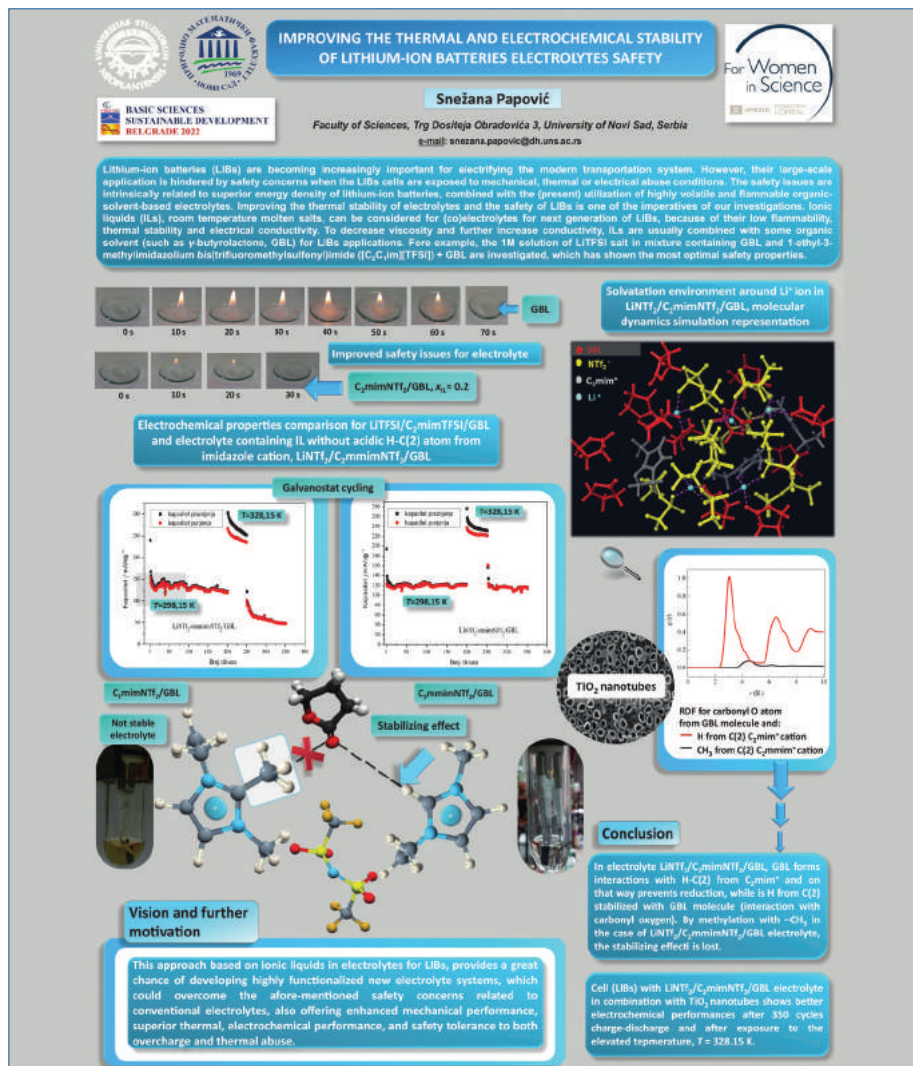 IMPROVING THE THERMAL AND ELECTROCHEMICAL STABILITY
OF LITHIUM-ION BATTERIES ELECTROLYTES SAFETY
For Women
in Science
BASIC SCIENCES
SUSTAINABLE DEVELOPMENT
BELGRADE 2022
Snežana Papović
Faculty of Sciences, Trg Dositeja Obradovića 3, University of Novi Sad, Serbia
e-mail: snezana.papovic@dh.uns.ac.rs
Lithium-ion batteries (LIBs) are becoming increasingly important for electrifying the modern transportation system. However, their large-scale
application is hindered by safety concerns when the LIBs cells are exposed to mechanical, thermal or electrical abuse conditions. The safety issues are
intrinsically related to superior energy density of lithium-ion batteries, combined with the (present) utilization of highly volatile and flammable organic-
solvent-based electrolytes. Improving the thermal stability of electrolytes and the safety of LIBs is one of the imperatives of our investigations. Ionic
liquids (ILs), room temperature molten salts, can be considered for (co)electrolytes for next generation of LIBs, because of their low flammability,
thermal stability and electrical conductivity. To decrease viscosity and further increase conductivity, ILs are usually combined with some organic
solvent (such as γ-butyrolactone, GBL) for LIBs applications. Fore example, the 1M solution of LiTFSI salt in mixture containing GBL and 1-ethyl-3-
methylimidazolium bis(trifluoromethylsulfonyl)imide ([C₂C₁im][TFSI]) + GBL are investigated, which has shown the most optimal safety properties.
0 s 10 s 20 s 30 s 40 s 50 s 60 s 70 s
GBL
Improved safety issues for electrolyte
0 s 10 s 20 s 30 s
C₂mimNTf₂/GBL, xIL= 0.2
Solvatation environment around Li⁺ ion in
LiNTf₂/C₂mimNTf₂/GBL, molecular
dynamics simulation representation
GBL
NTf₂⁻
C₂mim⁺
Li⁺
Electrochemical properties comparison for LiTFSI/C₂mimTFSI/GBL
and electrolyte containing IL without acidic H-C(2) atom from
imidazole cation, LiNTf₂/C₂mmimNTf₂/GBL
Galvanostat cycling
kapacitet praznjenja
kapacitet punjenja
T=328,15 K
T=298,15 K
Broj ciklusa
kapacitet praznjenja
kapacitet punjenja
T=328,15 K
T=298,15 K
Broj ciklusa
C₂mimNTf₂/GBL
C₂mmimNTf₂/GBL
Not stable
electrolyte
Stabilizing effect
TiO₂ nanotubes
RDF for carbonyl O atom
from GBL molecule and:
H from C(2) C₂mim⁺ cation
CH₃ from C(2) C₂mmim⁺ cation
Conclusion
In electrolyte LiNTf₂/C₂mimNTf₂/GBL, GBL forms
interactions with H-C(2) from C₂mim⁺ and on
that way prevents reduction, while is H from C(2)
stabilized with GBL molecule (interaction with
carbonyl oxygen). By methylation with –CH₃ in
the case of LiNTf₂/C₂mmimNTf₂/GBL electrolyte,
the stabilizing effecti is lost.
Cell (LIBs) with LiNTf₂/C₂mimNTf₂/GBL electrolyte
in combination with TiO₂ nanotubes shows better
electrochemical performances after 350 cycles
charge-discharge and after exposure to the
elevated tepmerature, T = 328.15 K.
Vision and further
motivation
This approach based on ionic liquids in electrolytes for LIBs, provides a great
chance of developing highly functionalized new electrolyte systems, which
could overcome the afore-mentioned safety concerns related to
conventional electrolytes, also offering enhanced mechanical performance,
superior thermal, electrochemical performance, and safety tolerance to both
overcharge and thermal abuse.